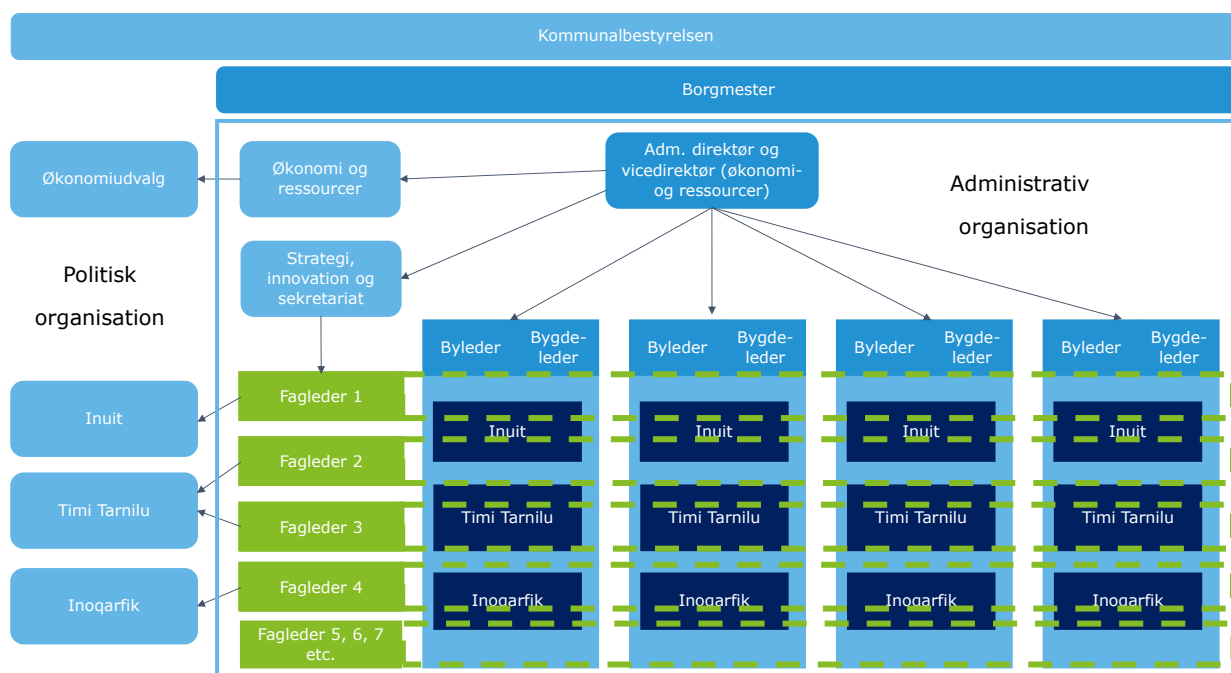 Kommunalbestyrelsen
Borgmester
Økonomiudvalg
Økonomi og
ressourcer
Adm. direktør og
vicedirektør (økonomi-
og ressourcer)
Administrativ
organisation
Strategi,
innovation og
sekretariat
Politisk
organisation
Byleder
Bygde-
leder
Byleder
Bygde-
leder
Byleder
Bygde-
leder
Byleder
Bygde-
leder
Inuit
Fagleder 1
Inuit
Inuit
Inuit
Inuit
Fagleder 2
Timi Tarnilu
Fagleder 3
Timi Tarnilu
Timi Tarnilu
Timi Tarnilu
Timi Tarnilu
Inoqarfik
Fagleder 4
Inoqarfik
Inoqarfik
Inoqarfik
Inoqarfik
Fagleder 5, 6, 7
etc.